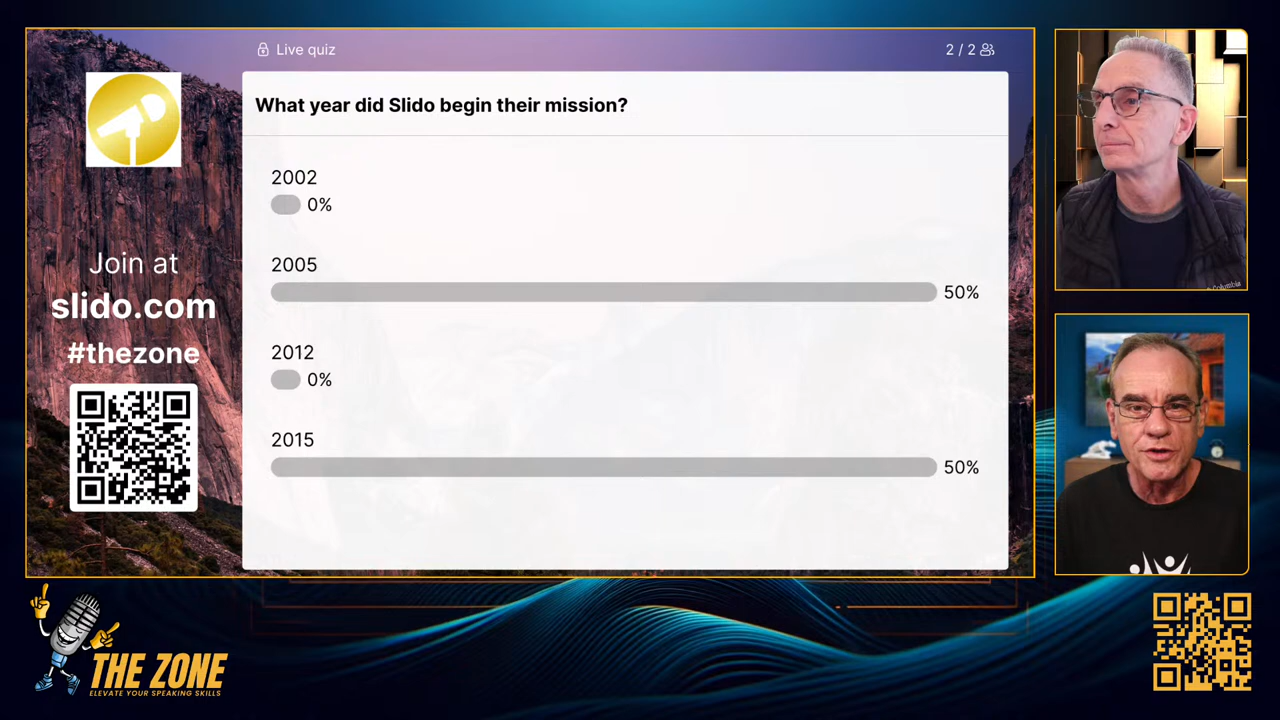 Live quiz
2 / 2
What year did Slido begin their mission?
2002
0%
2005
50%
2012
0%
2015
50%
Join at
slido.com
#thezone
THE ZONE
ELEVATE YOUR SPEAKING SKILLS